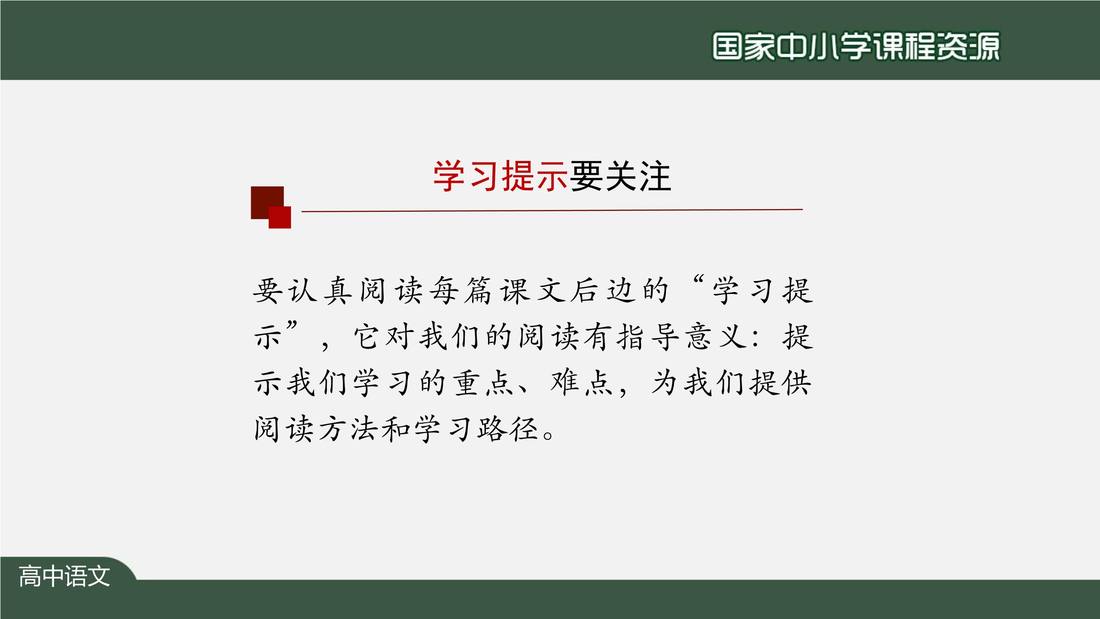 国家中小学课程资源
学习提示要关注
要认真阅读每篇课文后边的“学习提
示”，它对我们的阅读有指导意义：提
示我们学习的重点、难点，为我们提供
阅读方法和学习路径。
高中语文